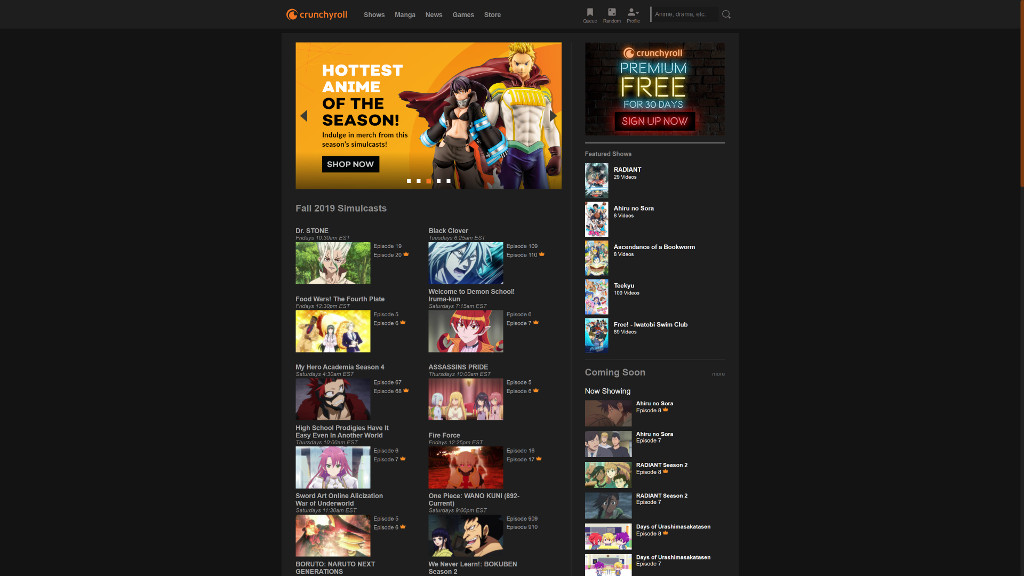 crunchyroll
Shows
Manga
News
Games
Store
Queue
Random
Profile
Anime, drama, etc
HOTTEST
ANIME
OF THE
SEASON!
Indulge in merch from this
season's simulcasts!
SHOP NOW
Fall 2019 Simulcasts
Dr. STONE
Fridays 10:30am EST
Episode 19
Episode 20
Black Clover
Tuesdays 5:25am EST
Episode 109
Episode 110
Food Wars! The Fourth Plate
Fridays 12:30pm EST
Episode 5
Episode 6
Welcome to Demon School!
Iruma-kun
Saturdays 7:15am EST
Episode 6
Episode 7
My Hero Academia Season 4
Saturdays 4:30am EST
Episode 67
Episode 68
ASSASSINS PRIDE
Thursdays 10:00am EST
Episode 5
Episode 6
High School Prodigies Have It
Easy Even In Another World
Thursdays 10:00am EST
Episode 6
Episode 7
Fire Force
Fridays 12:25pm EST
Episode 16
Episode 17
Sword Art Online Alicization
War of Underworld
Saturdays 11:30am EST
Episode 5
Episode 6
One Piece: WANO KUNI (892-
Current)
Saturdays 9:00pm EST
Episode 909
Episode 910
BORUTO: NARUTO NEXT
GENERATIONS
We Never Learn!: BOKUBEN
Season 2
crunchyroll
PREMIUM
FREE
FOR 30 DAYS
SIGN UP NOW
Featured Shows
RADIANT
29 Videos
Ahiru no Sora
8 Videos
Ascendance of a Bookworm
8 Videos
Teekyu
109 Videos
Free! - Iwatobi Swim Club
Coming Soon
more
Now Showing
Ahiru no Sora
Episode 8
Ahiru no Sora
Episode 7
RADIANT Season 2
Episode 8
RADIANT Season 2
Episode 7
Days of Urashimasakatasen
Episode 8
Days of Urashimasakatasen
Episode 7